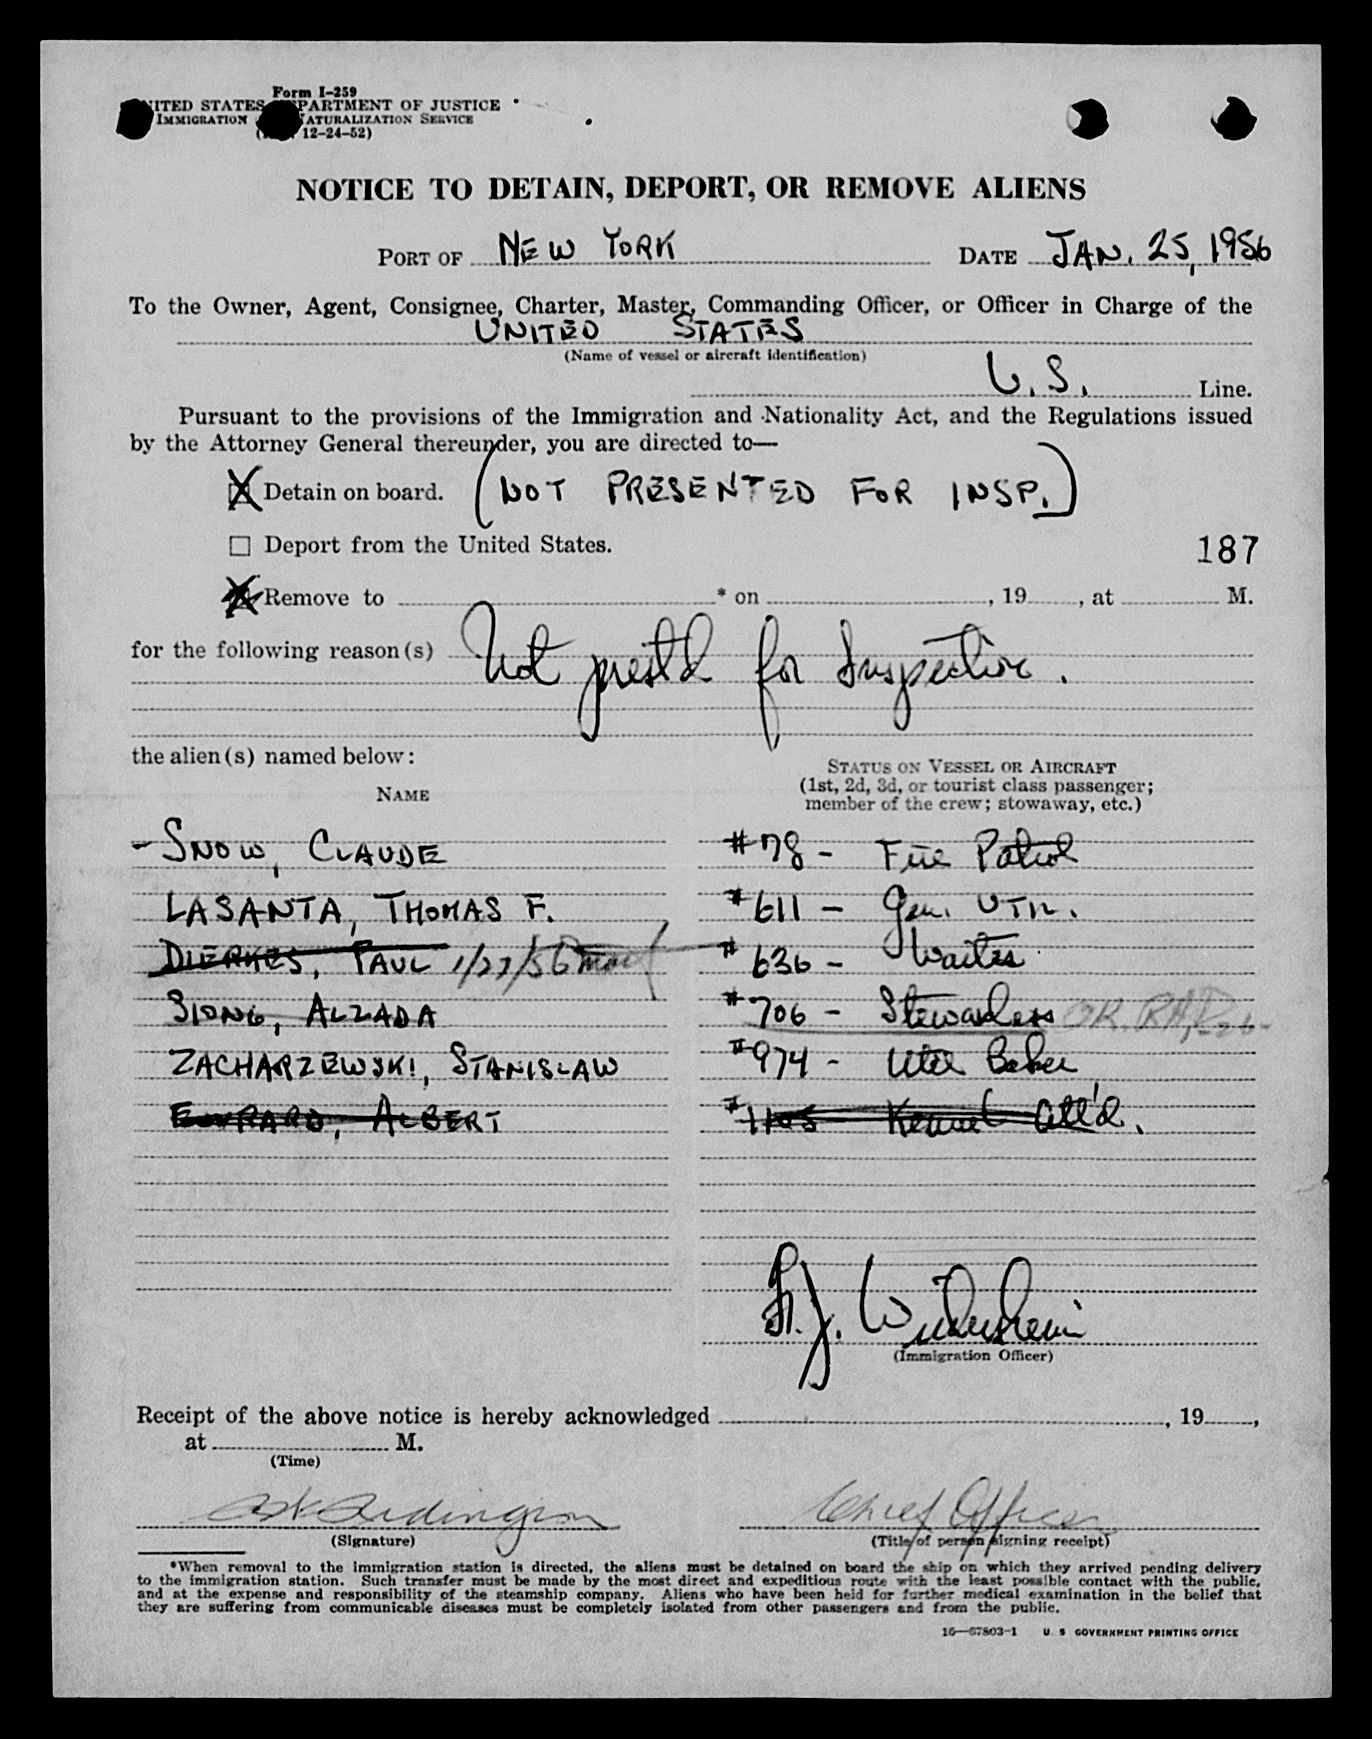 Form I-259
UNITED STATES DEPARTMENT OF JUSTICE
IMMIGRATION NATURALIZATION SERVICE
12-24-52)
NOTICE TO DETAIN, DEPORT, OR REMOVE ALIENS
PORT OF NEW YORK DATE JAN. 25, 1956
To the Owner, Agent, Consignee, Charter, Master, Commanding Officer, or Officer in Charge of the
UNITED STATES
(Name of vessel or aircraft identification)
U.S. Line.
Pursuant to the provisions of the Immigration and Nationality Act, and the Regulations issued
by the Attorney General thereunder, you are directed to—
Detain on board. (NOT PRESENTED FOR INSP.)
Deport from the United States.
187
Remove to * on , 19 , at M.
for the following reason(s) Not prest'd for Inspection.
the alien(s) named below:
STATUS ON VESSEL OR AIRCRAFT
(1st, 2d, 3d, or tourist class passenger;
member of the crew; stowaway, etc.)
NAME
- SNOW, CLAUDE #78 - Fire Patrol
LASANTA, THOMAS F. #611 - Gen. UTIL.
DIERKES, PAUL 1/27/56 #636 - Waiter
SIONG, ALZADA #706 - Stewardess OK.
ZACHARZEWSKI, STANISLAW #974 - Util Baker
ALBERT #1105 Kennel Att'd.
(Immigration Officer)
Receipt of the above notice is hereby acknowledged , 19 ,
at M.
(Time)
Chief Officer
(Signature) (Title of person signing receipt)
*When removal to the immigration station is directed, the aliens must be detained on board the ship on which they arrived pending delivery
to the immigration station. Such transfer must be made by the most direct and expeditious route with the least possible contact with the public,
and at the expense and responsibility of the steamship company. Aliens who have been held for further medical examination in the belief that
they are suffering from communicable diseases must be completely isolated from other passengers and from the public.
16—67803-1 U. S. GOVERNMENT PRINTING OFFICE